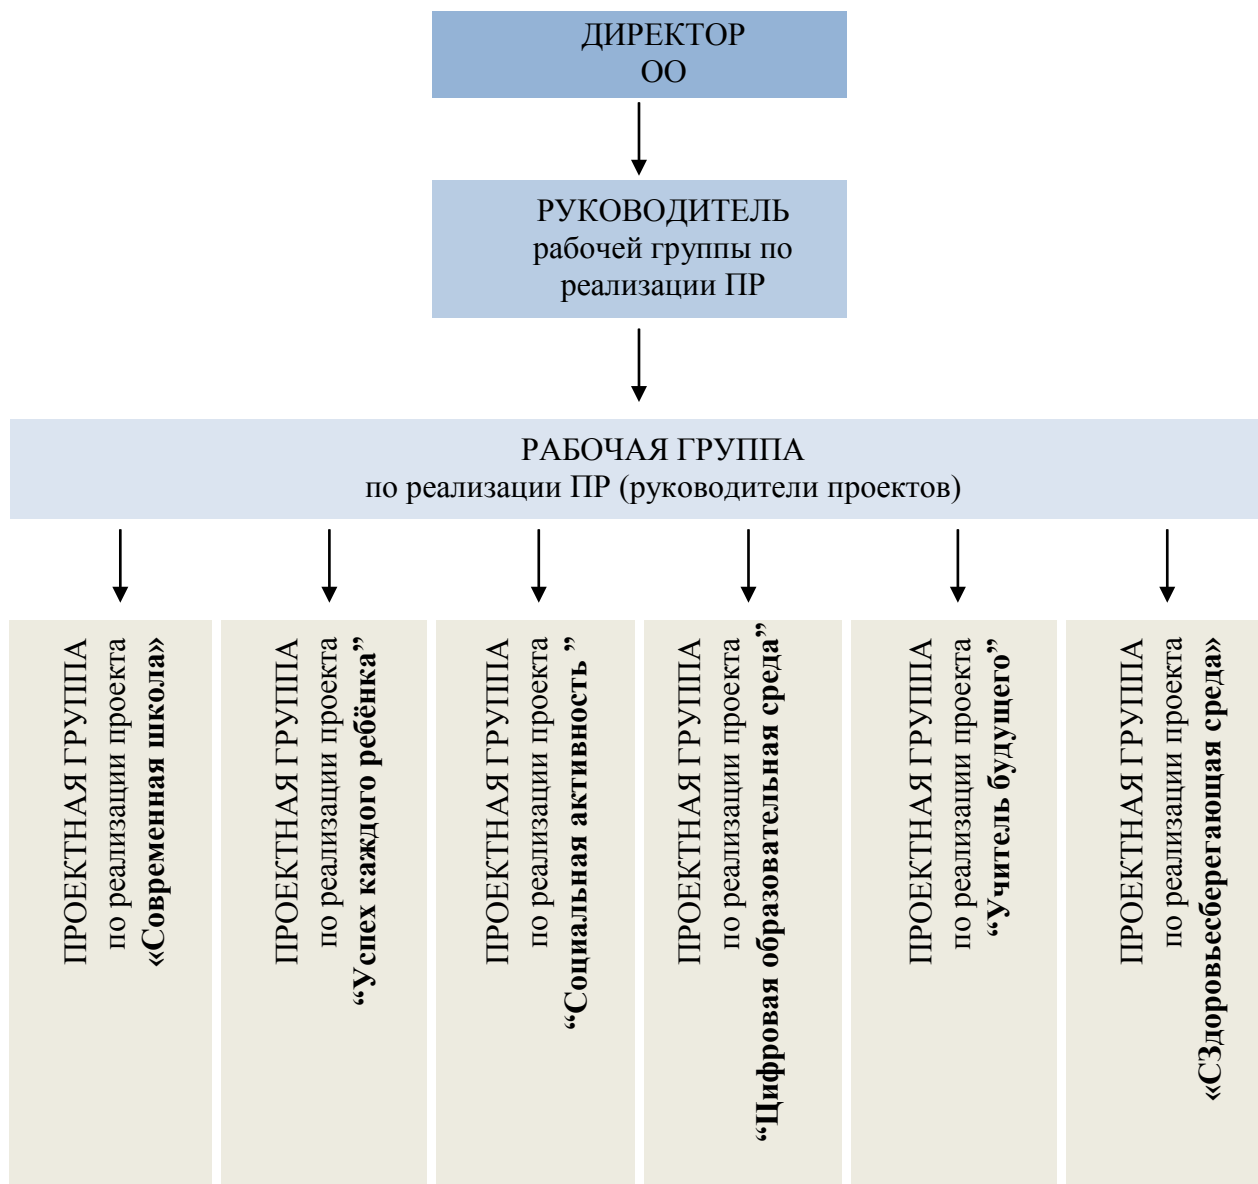 ДИРЕКТОР
ОО
РУКОВОДИТЕЛЬ
рабочей группы по
реализации ПР
РАБОЧАЯ ГРУППА
по реализации ПР (руководители проектов)
ПРОЕКТНАЯ ГРУППА
по реализации проекта
«Современная школа»
ПРОЕКТНАЯ ГРУППА
по реализации проекта
“Успех каждого ребёнка”
ПРОЕКТНАЯ ГРУППА
по реализации проекта
“Социальная активность ”
ПРОЕКТНАЯ ГРУППА
по реализации проекта
“Цифровая образовательная среда”
ПРОЕКТНАЯ ГРУППА
по реализации проекта
“Учитель будущего”
ПРОЕКТНАЯ ГРУППА
по реализации проекта
«СЗдоровьесберегающая среда»